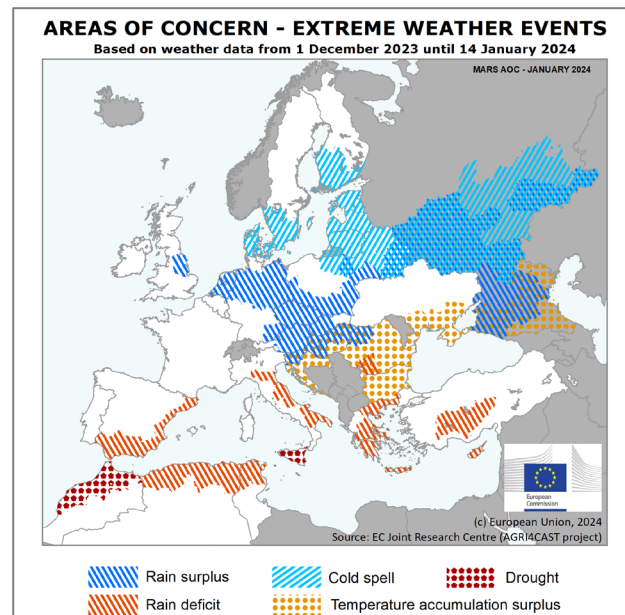 AREAS OF CONCERN - EXTREME WEATHER EVENTS
Based on weather data from 1 December 2023 until 14 January 2024
MARS AOC - JANUARY 2024
European
Commission
(c) European Union, 2024
Source: EC Joint Research Centre (AGRI4CAST project)
Rain surplus
Cold spell
Drought
Rain deficit
Temperature accumulation surplus